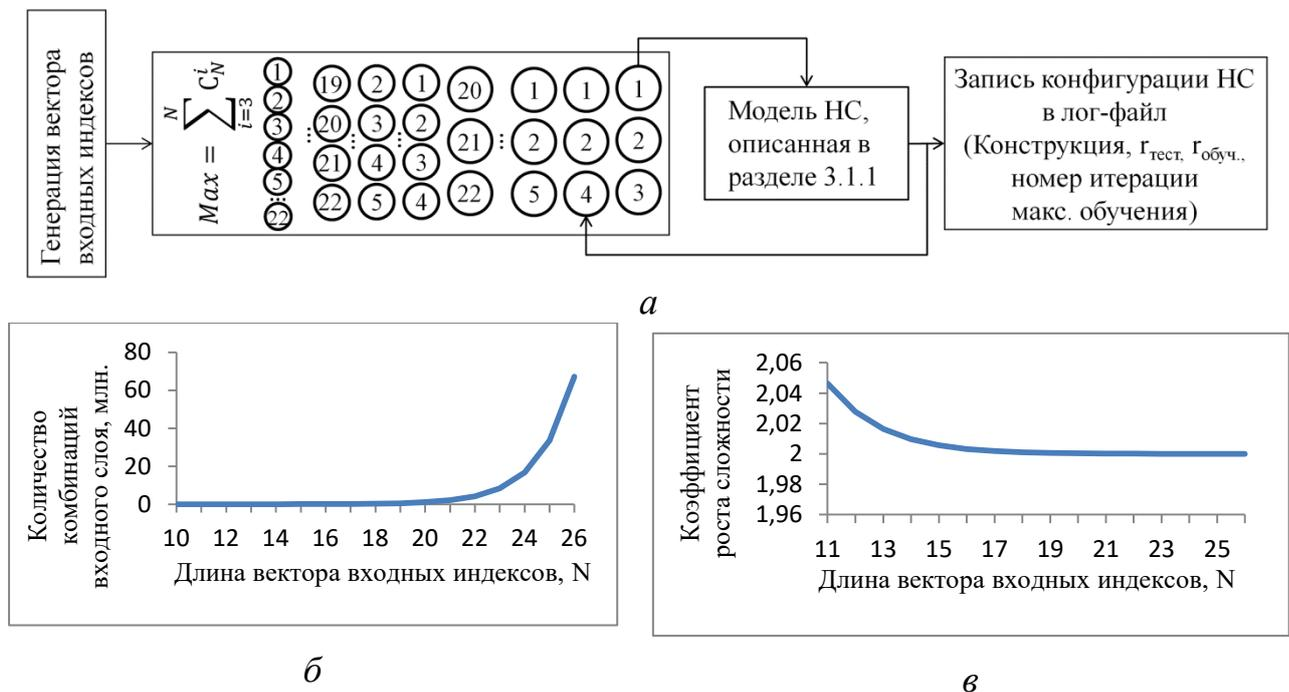 Генерация вектора
входных индексов
Max = [∑ C_N^i]_{i=3}^N
1
2
3
4
5
...
22
19
20
21
22
...
2
3
4
5
...
1
2
3
4
20
21
22
...
1
2
5
1
2
4
1
2
3
Модель НС,
описанная в
разделе 3.1.1
Запись конфигурации НС
в лог-файл
(Конструкция, r тест, r обуч.,
номер итерации
макс. обучения)
а
Количество
комбинаций
входного слоя, млн.
80
60
40
20
0
10 12 14 16 18 20 22 24 26
Длина вектора входных индексов, N
б
Коэффициент
роста сложности
2,06
2,04
2,02
2
1,98
1,96
11 13 15 17 19 21 23 25
Длина вектора входных индексов, N
в